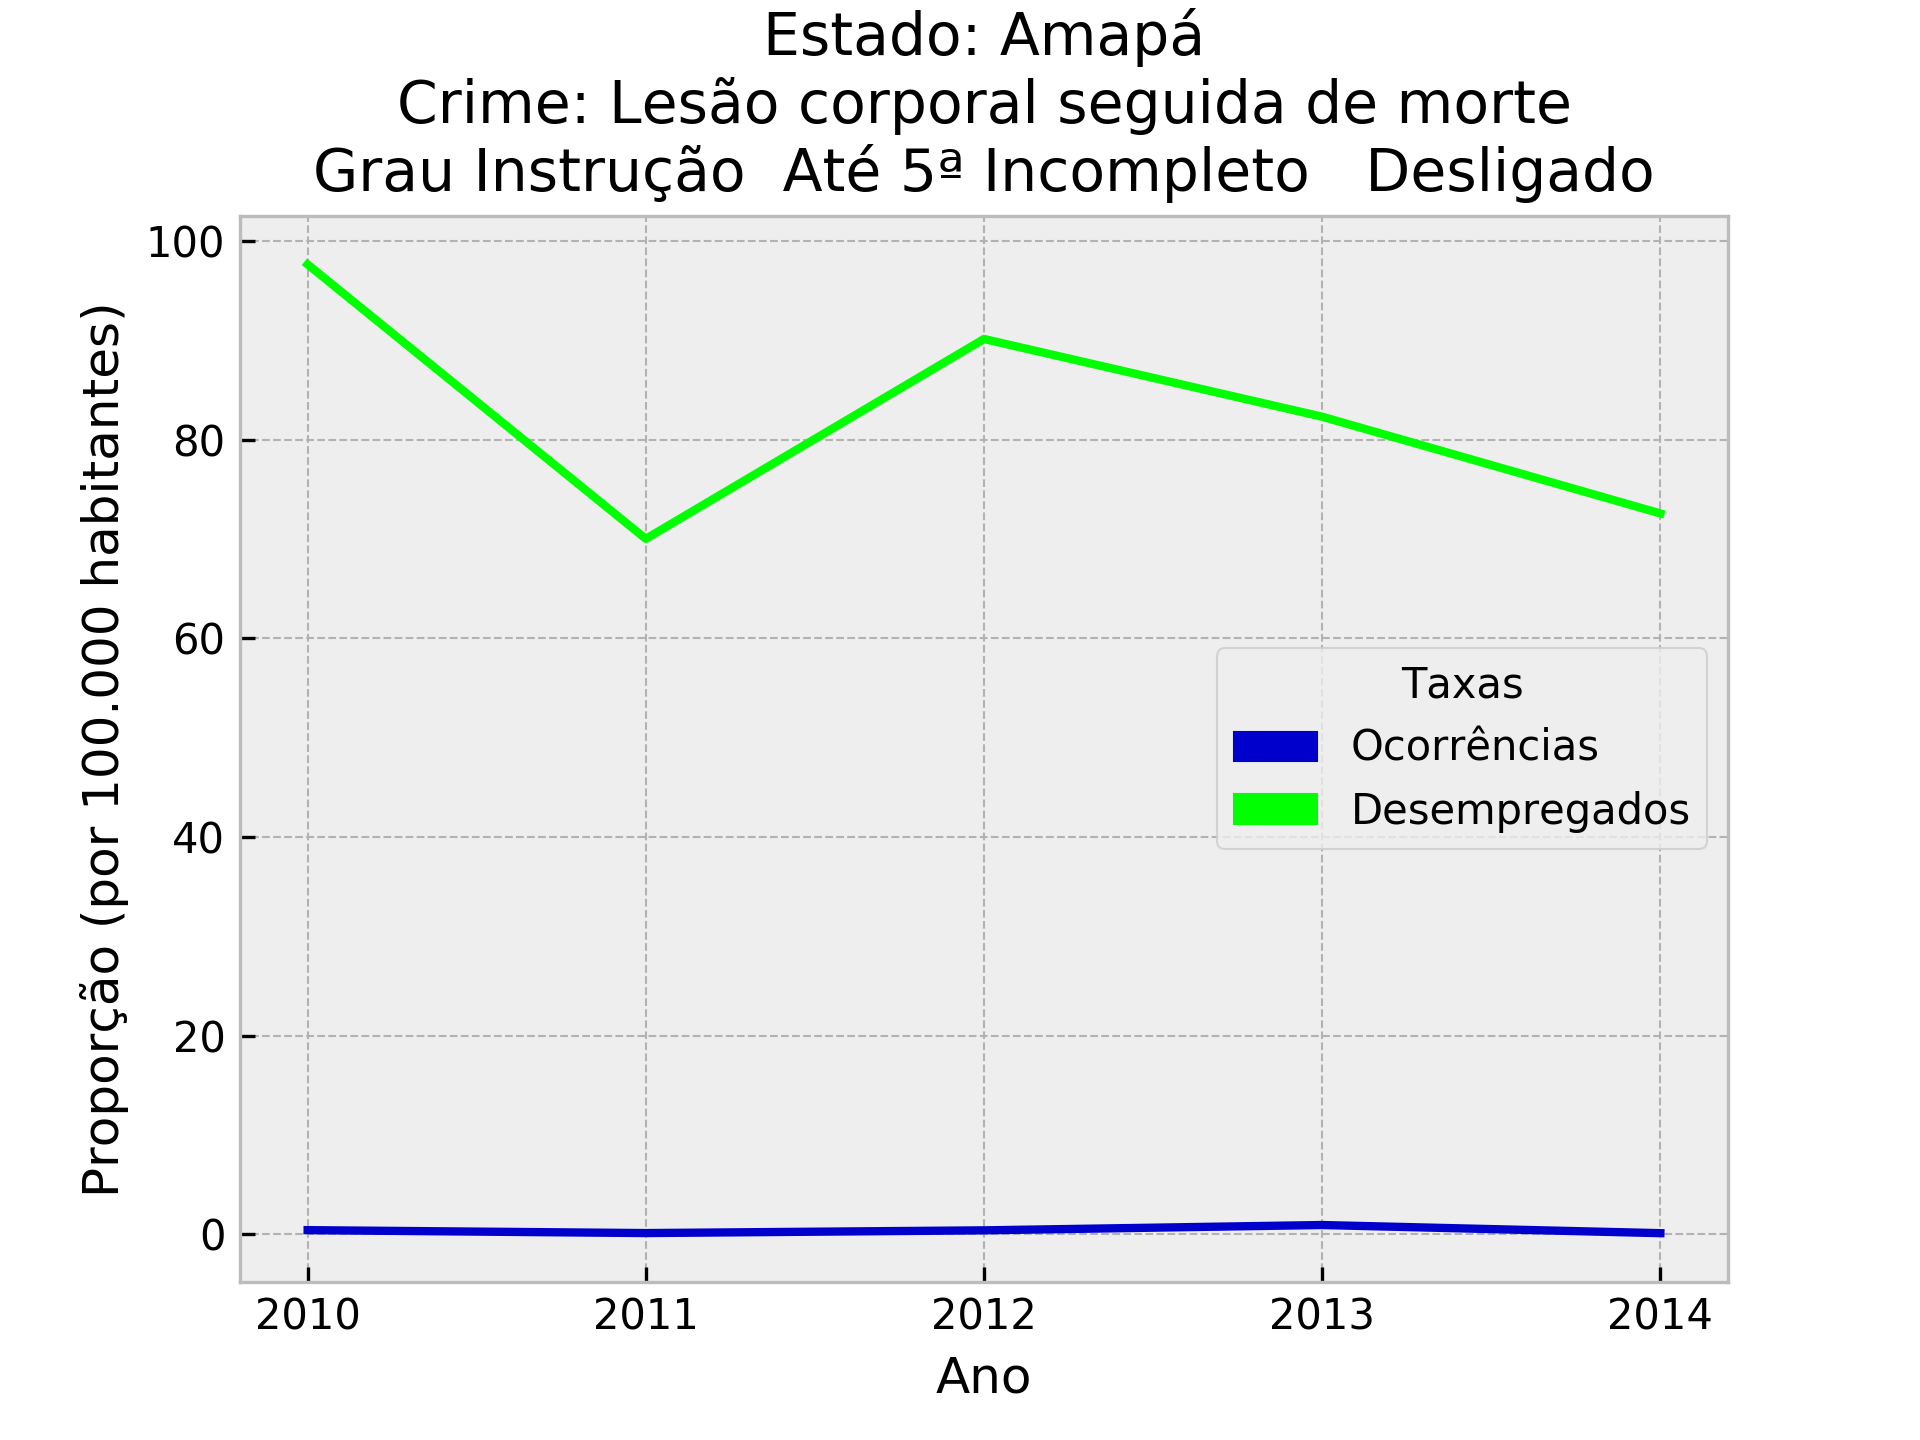 Estado: Amapá
Crime: Lesão corporal seguida de morte
Grau Instrução  Até 5ª Incompleto   Desligado
Proporção (por 100.000 habitantes)
100
80
60
40
20
0
Taxas
Ocorrências
Desempregados
2010 2011 2012 2013 2014
Ano